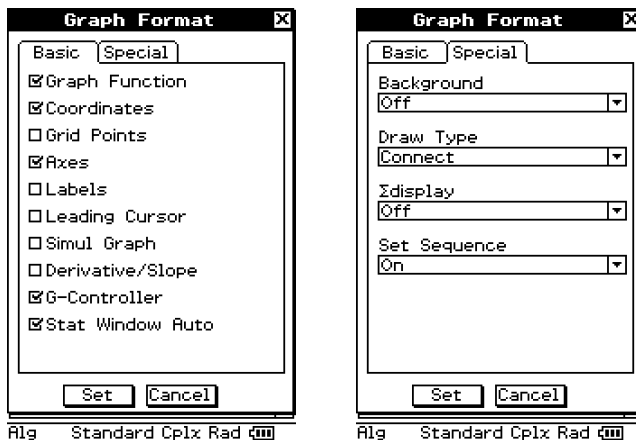 Graph Format
Basic Special
Graph Function
Coordinates
Grid Points
Axes
Labels
Leading Cursor
Simul Graph
Derivative/Slope
G-Controller
Stat Window Auto
Set Cancel
Alg Standard Cplx Rad
Graph Format
Basic Special
Background
Off
Draw Type
Connect
Σdisplay
Off
Set Sequence
On
Set Cancel
Alg Standard Cplx Rad